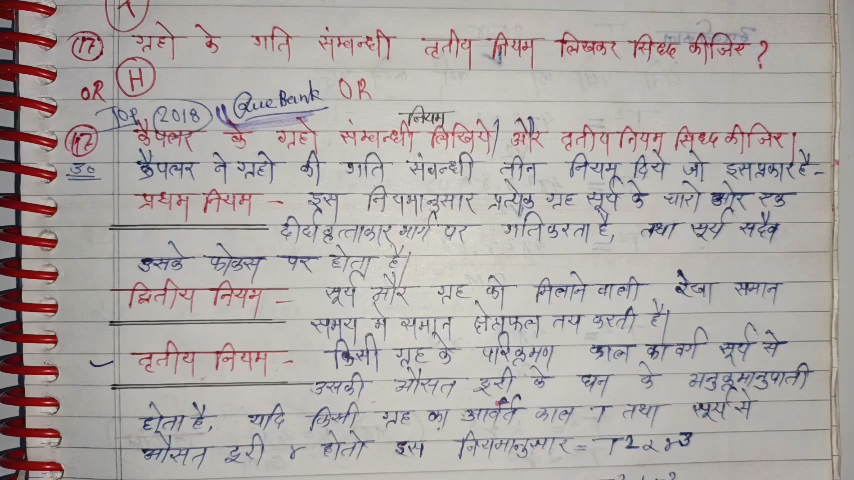 (17) ग्रहो के गति संम्बन्धी तृतीय नियम लिखकर सिध्द कीजिए ?
OR (H) OR
TOP (2018) Que Bank
नियम
कैपलर के ग्रहो संम्बन्धी लिखिये और तृतीय नियम सिध्द कीजिए।
उ० कैपलर ने ग्रहो की गति संबन्धी तीन नियम दिये जो इसप्रकार है -
प्रथम नियम - इस नियमानुसार प्रत्येक ग्रह सूर्य के चारो ओर एक
दीर्घवृत्ताकार मार्ग पर गति करता है, तथा सूर्य सदैव
उसके फोकस पर होता है।
द्वितीय नियम - सूर्य और ग्रह को मिलाने वाली रेखा समान
समय मे समान क्षेत्रफल तय करती है।
तृतीय नियम - किसी ग्रह के परिक्रमण काल का वर्ग सूर्य से
उसकी औसत दूरी के घन के अनुक्रमानुपाती
होता है, यदि किसी ग्रह का आवर्त काल T तथा सूर्य से
औसत दूरी r होतो इस नियमानुसार = T2 α r3